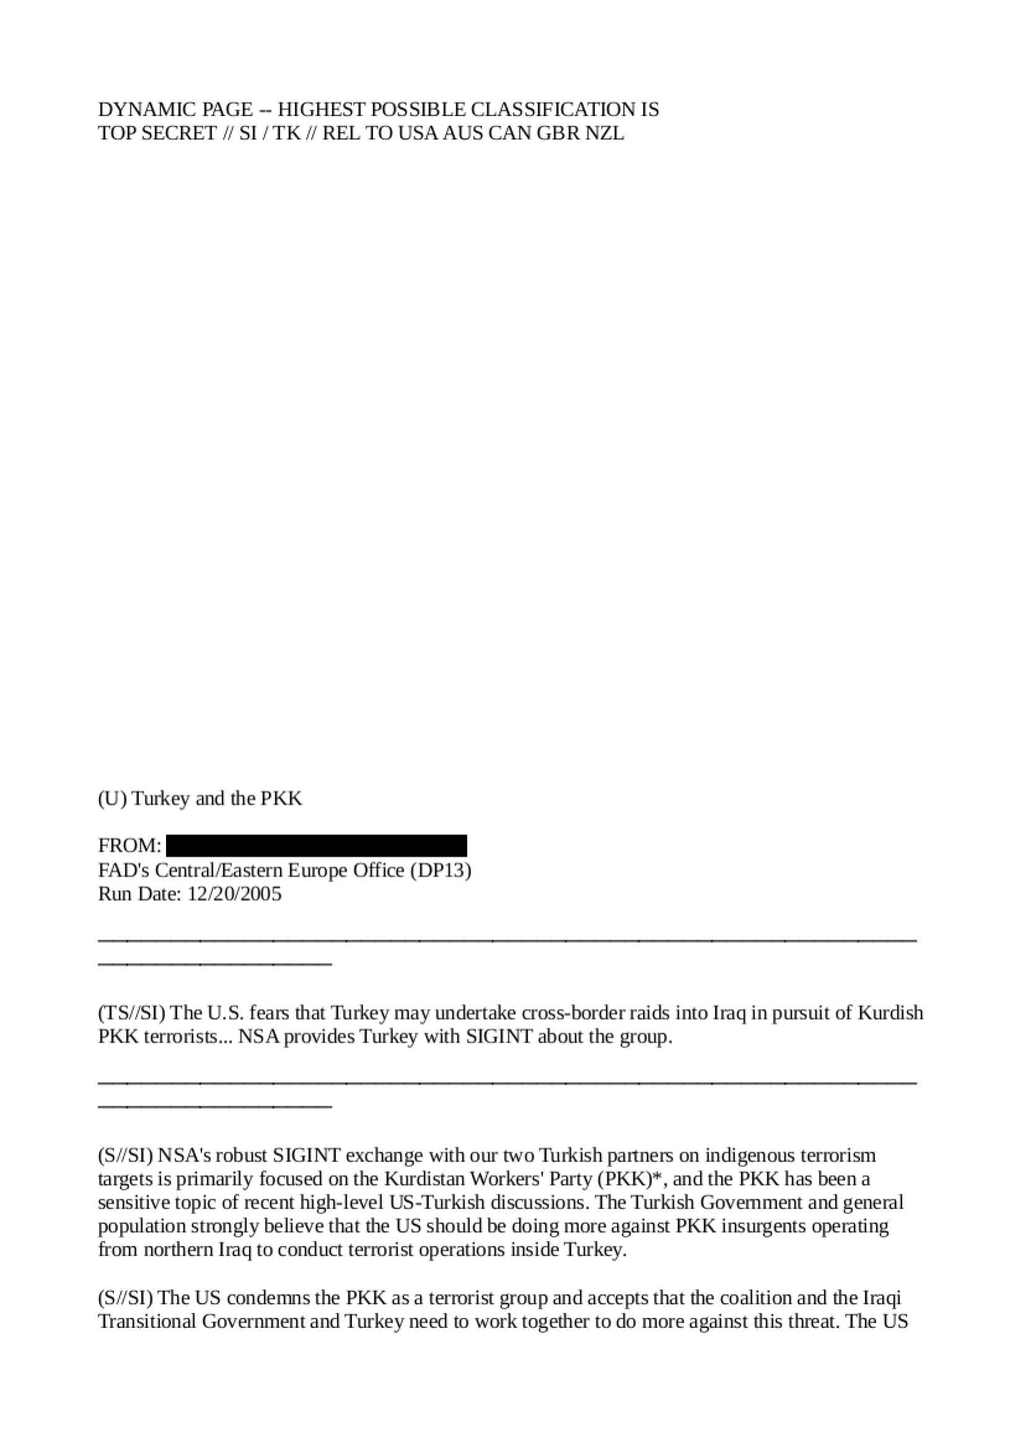 DYNAMIC PAGE -- HIGHEST POSSIBLE CLASSIFICATION IS
TOP SECRET // SI / TK // REL TO USA AUS CAN GBR NZL
(U) Turkey and the PKK
FROM:
FAD's Central/Eastern Europe Office (DP13)
Run Date: 12/20/2005
(TS//SI) The U.S. fears that Turkey may undertake cross-border raids into Iraq in pursuit of Kurdish
PKK terrorists... NSA provides Turkey with SIGINT about the group.
(S//SI) NSA's robust SIGINT exchange with our two Turkish partners on indigenous terrorism
targets is primarily focused on the Kurdistan Workers' Party (PKK)*, and the PKK has been a
sensitive topic of recent high-level US-Turkish discussions. The Turkish Government and general
population strongly believe that the US should be doing more against PKK insurgents operating
from northern Iraq to conduct terrorist operations inside Turkey.
(S//SI) The US condemns the PKK as a terrorist group and accepts that the coalition and the Iraqi
Transitional Government and Turkey need to work together to do more against this threat. The US